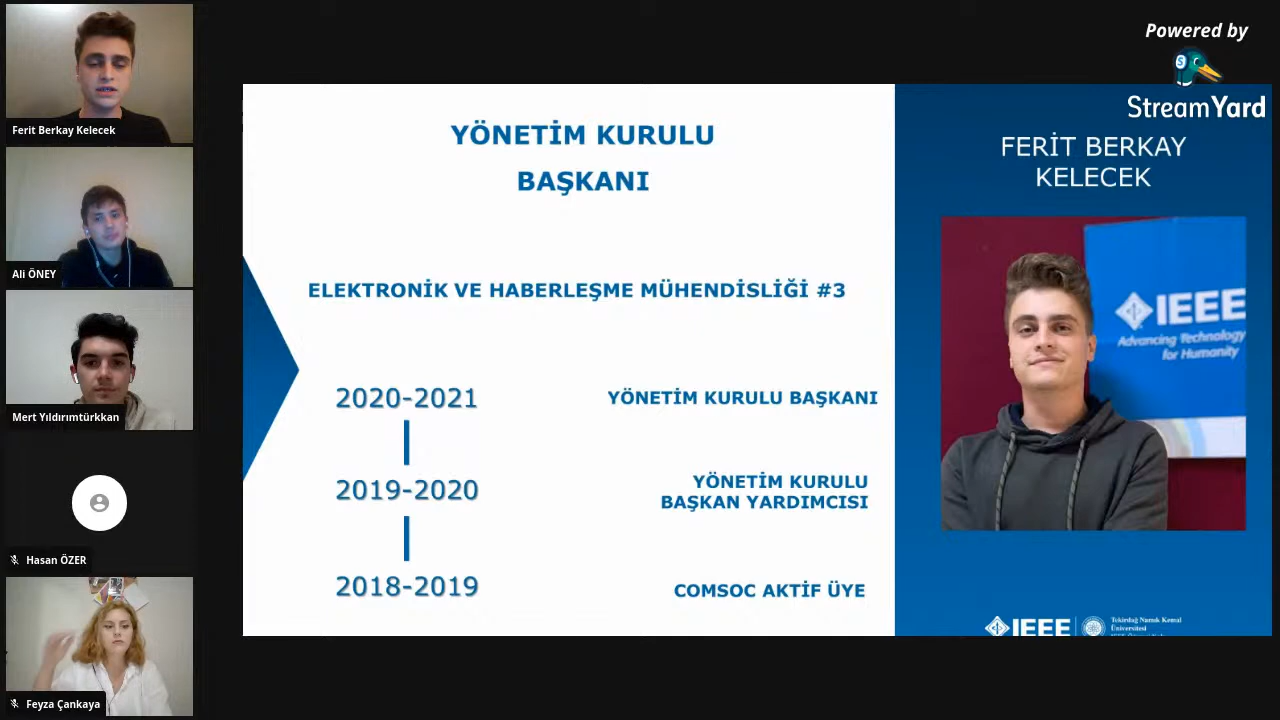 Ferit Berkay Kelecek
Ali ÖNEY
Mert Yıldırımtürkkan
Hasan ÖZER
Feyza Çankaya
YÖNETİM KURULU
BAŞKANI
ELEKTRONİK VE HABERLEŞME MÜHENDİSLİĞİ #3
2020-2021
YÖNETİM KURULU BAŞKANI
2019-2020
YÖNETİM KURULU
BAŞKAN YARDIMCISI
2018-2019
COMSOC AKTİF ÜYE
Powered by
S
StreamYard
FERİT BERKAY
KELECEK
IEEE
Advancing Technology
for Humanity
IEEE
Tekirdağ Namık Kemal
Üniversitesi